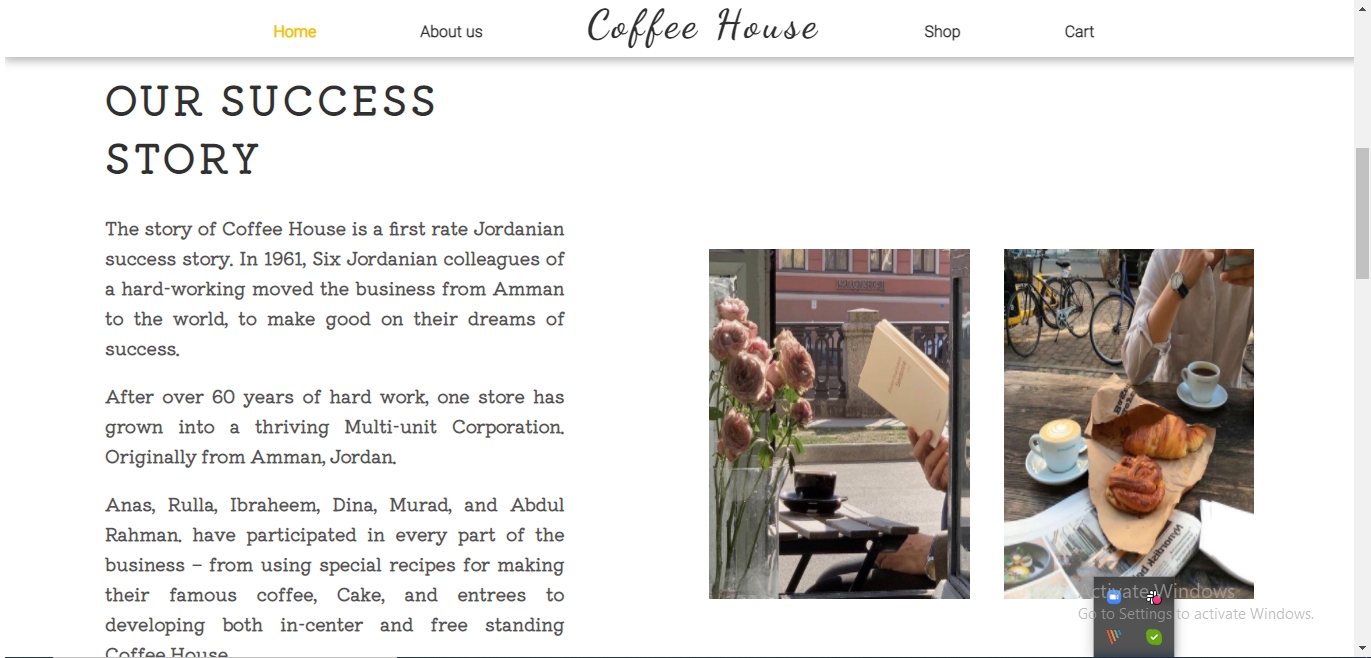 Home About us Coffee House Shop Cart
OUR SUCCESS
STORY
The story of Coffee House is a first rate Jordanian
success story. In 1961, Six Jordanian colleagues of
a hard-working moved the business from Amman
to the world, to make good on their dreams of
success.
After over 60 years of hard work, one store has
grown into a thriving Multi-unit Corporation.
Originally from Amman, Jordan.
Anas, Rulla, Ibraheem, Dina, Murad, and Abdul
Rahman. have participated in every part of the
business – from using special recipes for making
their famous coffee, Cake, and entrees to
developing both in-center and free standing
Coffee House
Activate Windows
Go to Settings to activate Windows.